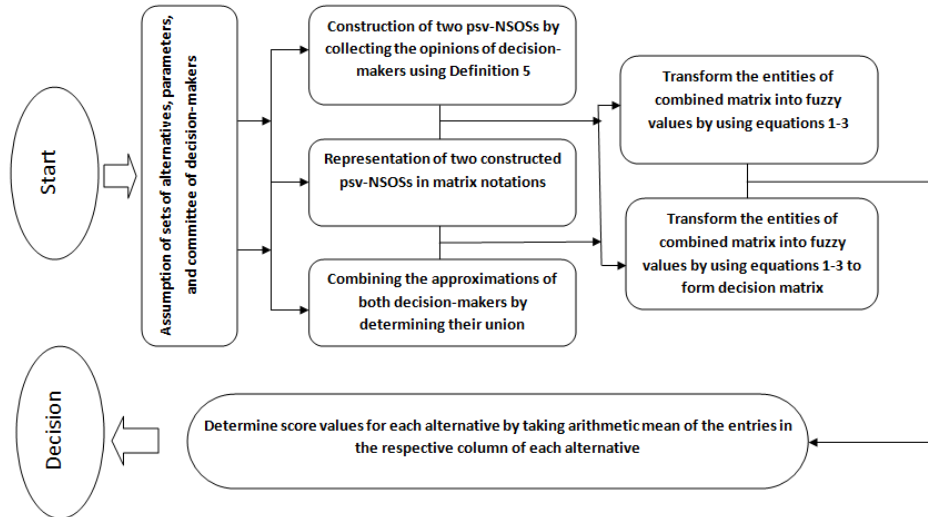 Start
Assumption of sets of alternatives, parameters,
and committee of decision-makers
Construction of two psv-NSOSs by
collecting the opinions of decision-
makers using Definition 5
Representation of two constructed
psv-NSOSs in matrix notations
Combining the approximations of
both decision-makers by
determining their union
Transform the entities of
combined matrix into fuzzy
values by using equations 1-3
Transform the entities of
combined matrix into fuzzy
values by using equations 1-3 to
form decision matrix
Determine score values for each alternative by taking arithmetic mean of the entries in
the respective column of each alternative
Decision